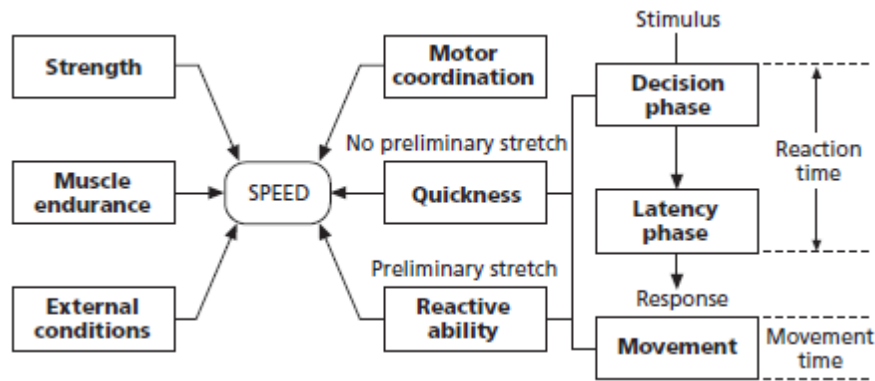 Stimulus
Strength
Motor
coordination
Decision
phase
No preliminary stretch
Reaction
time
Muscle
endurance
SPEED
Quickness
Latency
phase
Preliminary stretch
External
conditions
Reactive
ability
Response
Movement
Movement
time